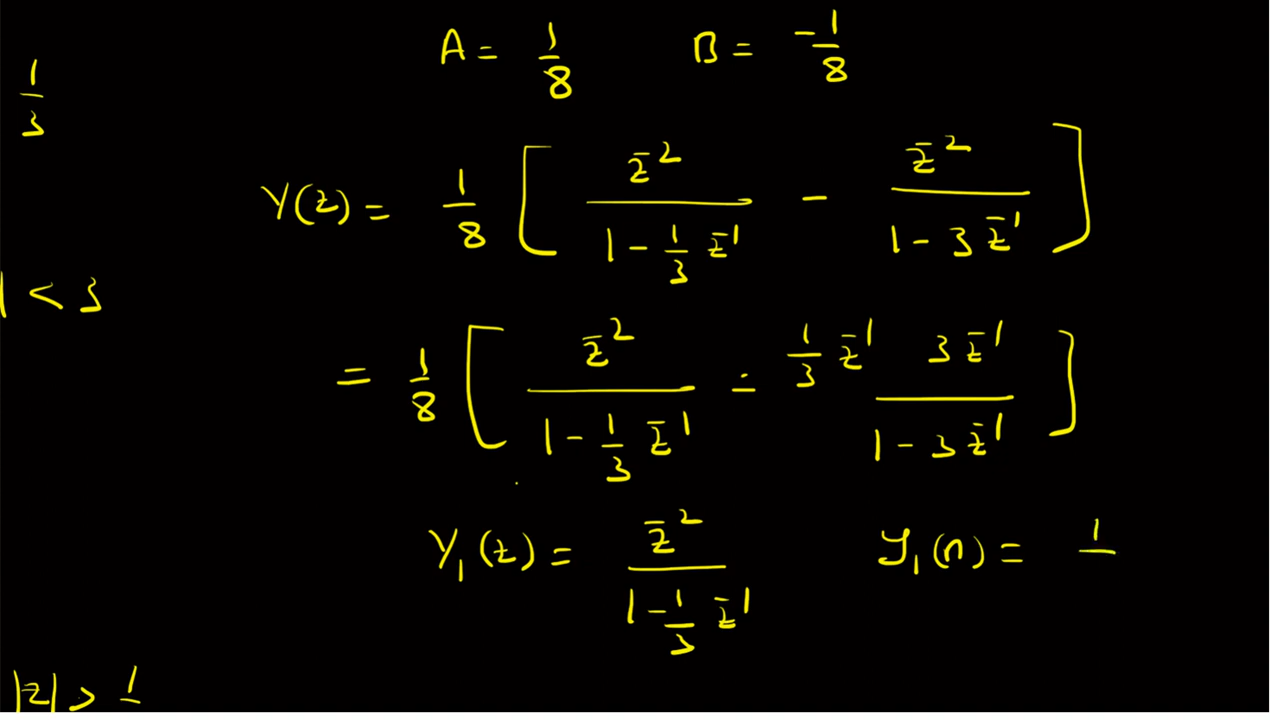 A = 1/8 B = -1/8
1/3
Y(z) = 1/8 [ z^-2 / (1 - 1/3 z^-1) - z^-2 / (1 - 3 z^-1) ]
| < 3
= 1/8 [ z^-2 / (1 - 1/3 z^-1) - 1/3 z^-1 3 z^-1 / (1 - 3 z^-1) ]
Y₁(z) = z^-2 / (1 - 1/3 z^-1) y₁(n) = 1/
|z| > 1/